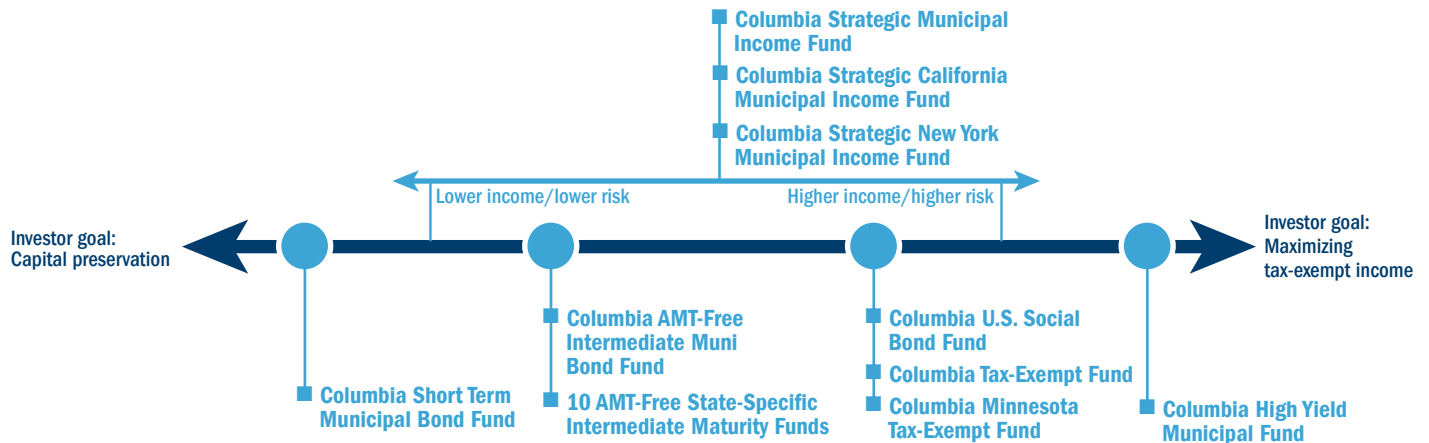 Columbia Strategic Municipal
Income Fund
Columbia Strategic California
Municipal Income Fund
Columbia Strategic New York
Municipal Income Fund
Lower income/lower risk
Higher income/higher risk
Investor goal:
Capital preservation
Investor goal:
Maximizing
tax-exempt income
Columbia Short Term
Municipal Bond Fund
Columbia AMT-Free
Intermediate Muni
Bond Fund
10 AMT-Free State-Specific
Intermediate Maturity Funds
Columbia U.S. Social
Bond Fund
Columbia Tax-Exempt Fund
Columbia Minnesota
Tax-Exempt Fund
Columbia High Yield
Municipal Fund